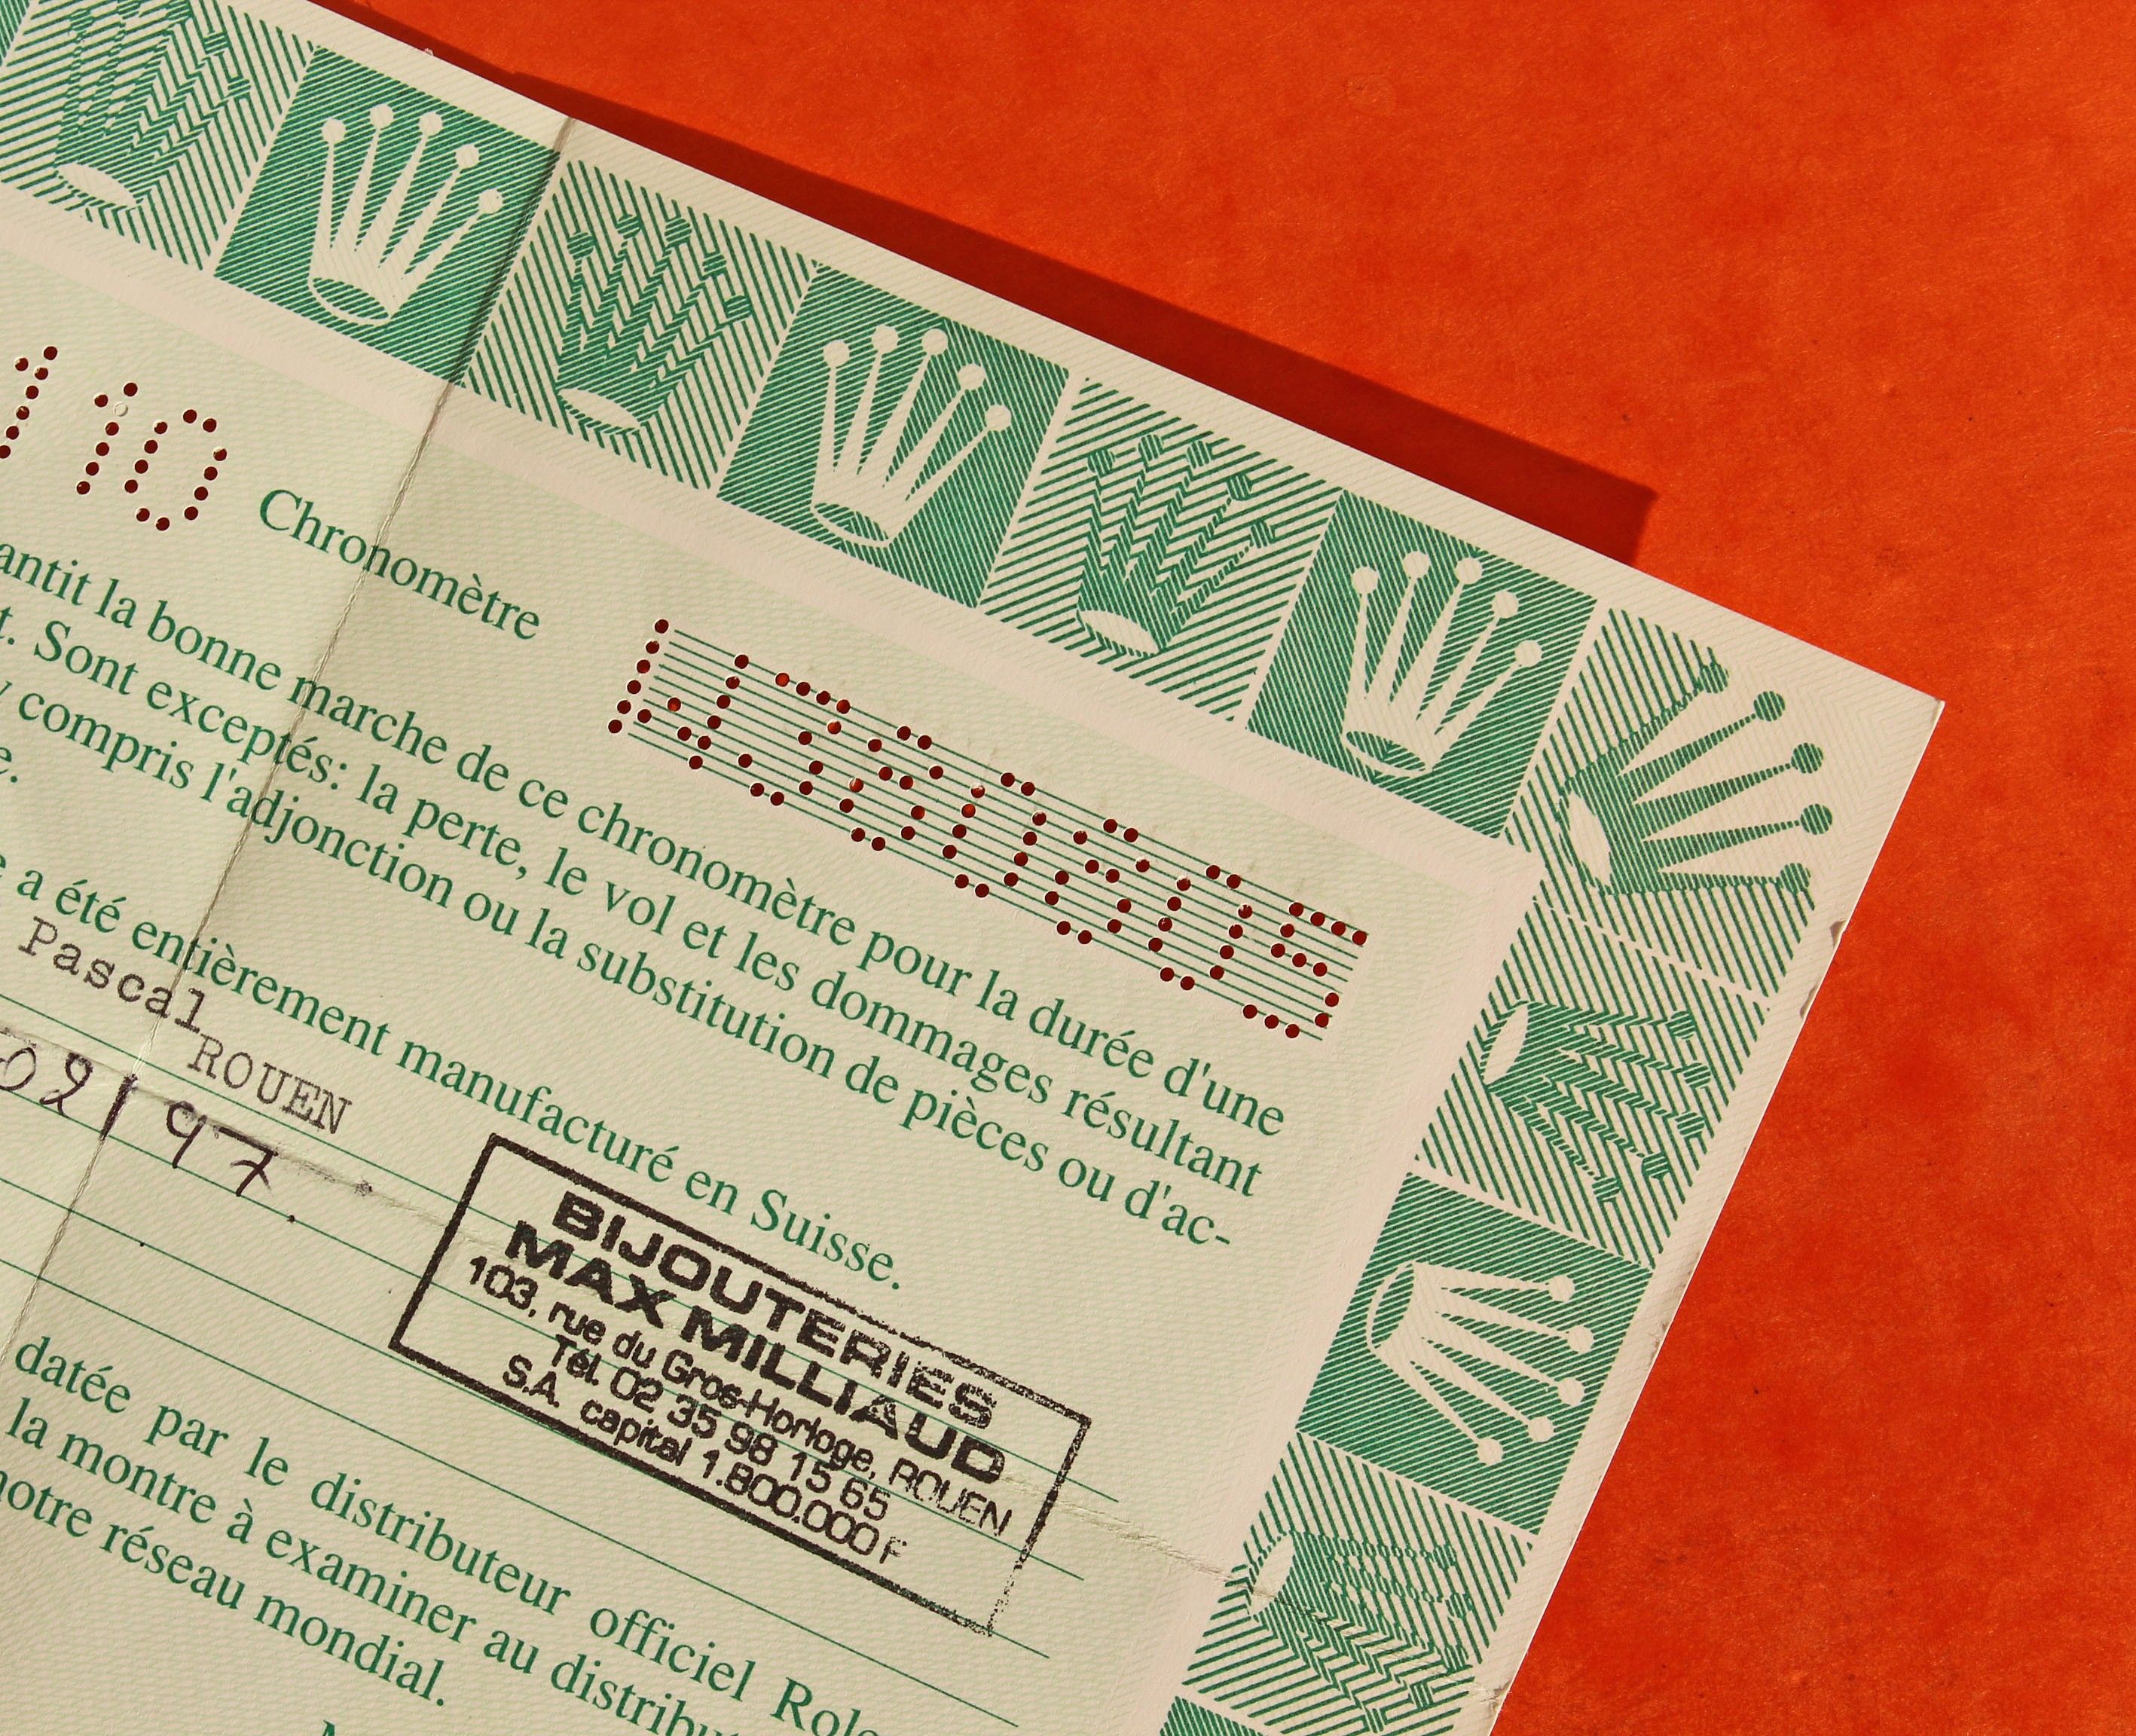 110 Chronomètre
antit la bonne marche de ce chronomètre pour la durée d'une
t. Sont exceptés: la perte, le vol et les dommages résultant
y compris l'adjonction ou la substitution de pièces ou d'ac-
e.
e a été entièrement manufacturé en Suisse.
Pascal
ROUEN
02/97
BIJOUTERIES
MAX MILLIAUD
103, rue du Gros-Horloge, ROUEN
Tél. 02 35 98 15 65
S.A. capital 1.800.000 F
datée par le distributeur officiel Role
la montre à examiner au distribut
notre réseau mondial.